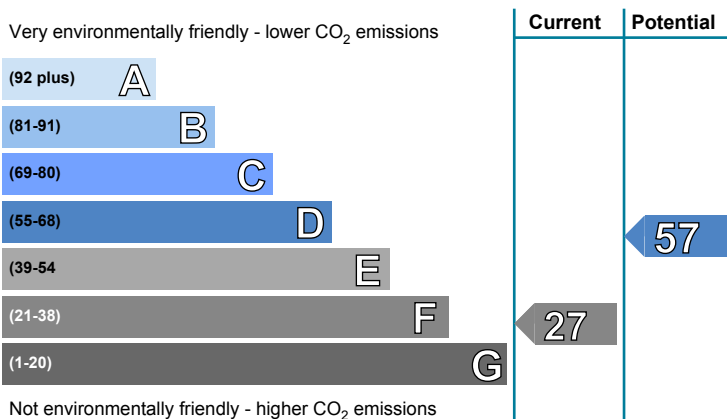 Current Potential
Very environmentally friendly - lower CO2 emissions
(92 plus) A
(81-91) B
(69-80) C
(55-68) D
57
(39-54 E
(21-38) F
27
(1-20) G
Not environmentally friendly - higher CO2 emissions